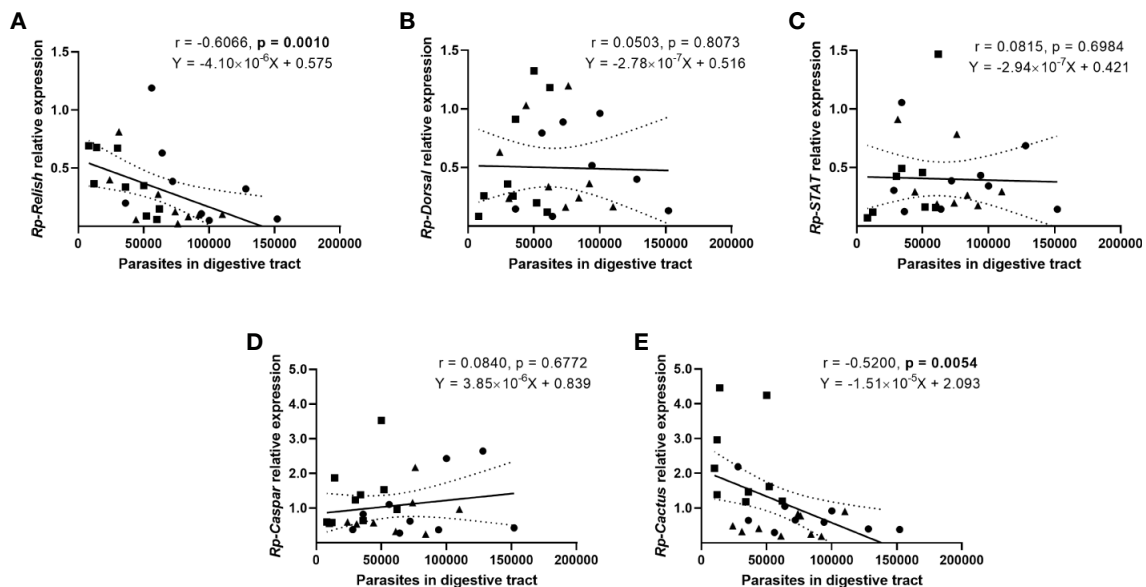 A
r = -0.6066, p = 0.0010
Y = -4.10×10⁻⁶X + 0.575
Rp-Relish relative expression
1.5
1.0
0.5
0
50000
100000
150000
200000
Parasites in digestive tract
B
r = 0.0503, p = 0.8073
Y = -2.78×10⁻⁷X + 0.516
Rp-Dorsal relative expression
1.5
1.0
0.5
0
50000
100000
150000
200000
Parasites in digestive tract
C
r = 0.0815, p = 0.6984
Y = -2.94×10⁻⁷X + 0.421
Rp-STAT relative expression
1.5
1.0
0.5
0
50000
100000
150000
200000
Parasites in digestive tract
D
r = 0.0840, p = 0.6772
Y = 3.85×10⁻⁶X + 0.839
Rp-Caspar relative expression
5.0
4.0
3.0
2.0
1.0
0
50000
100000
150000
200000
Parasites in digestive tract
E
r = -0.5200, p = 0.0054
Y = -1.51×10⁻⁵X + 2.093
Rp-Cactus relative expression
5.0
4.0
3.0
2.0
1.0
0
50000
100000
150000
200000
Parasites in digestive tract